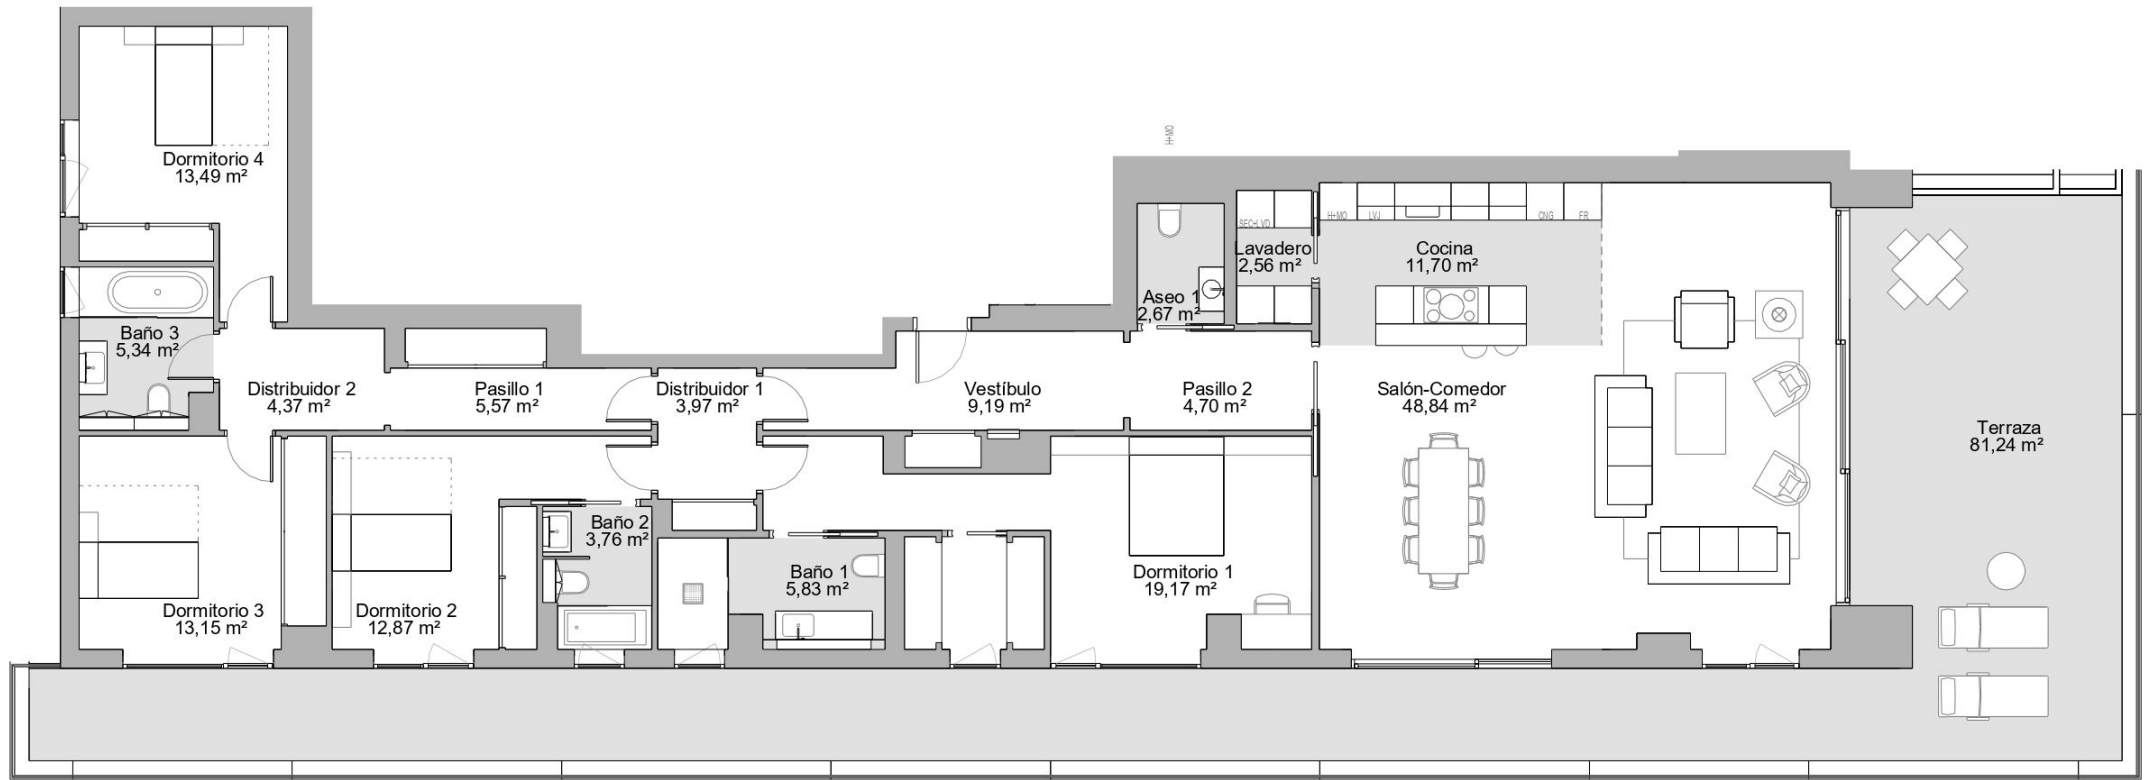 Dormitorio 4
13,49 m²
H+MO
SEC+LVD
H+MO
LVJ
CNG
FR
Lavadero
2,56 m²
Cocina
11,70 m²
Aseo 1
2,67 m²
Baño 3
5,34 m²
Distribuidor 2
4,37 m²
Pasillo 1
5,57 m²
Distribuidor 1
3,97 m²
Vestíbulo
9,19 m²
Pasillo 2
4,70 m²
Salón-Comedor
48,84 m²
Terraza
81,24 m²
Dormitorio 3
13,15 m²
Dormitorio 2
12,87 m²
Baño 2
3,76 m²
Baño 1
5,83 m²
Dormitorio 1
19,17 m²